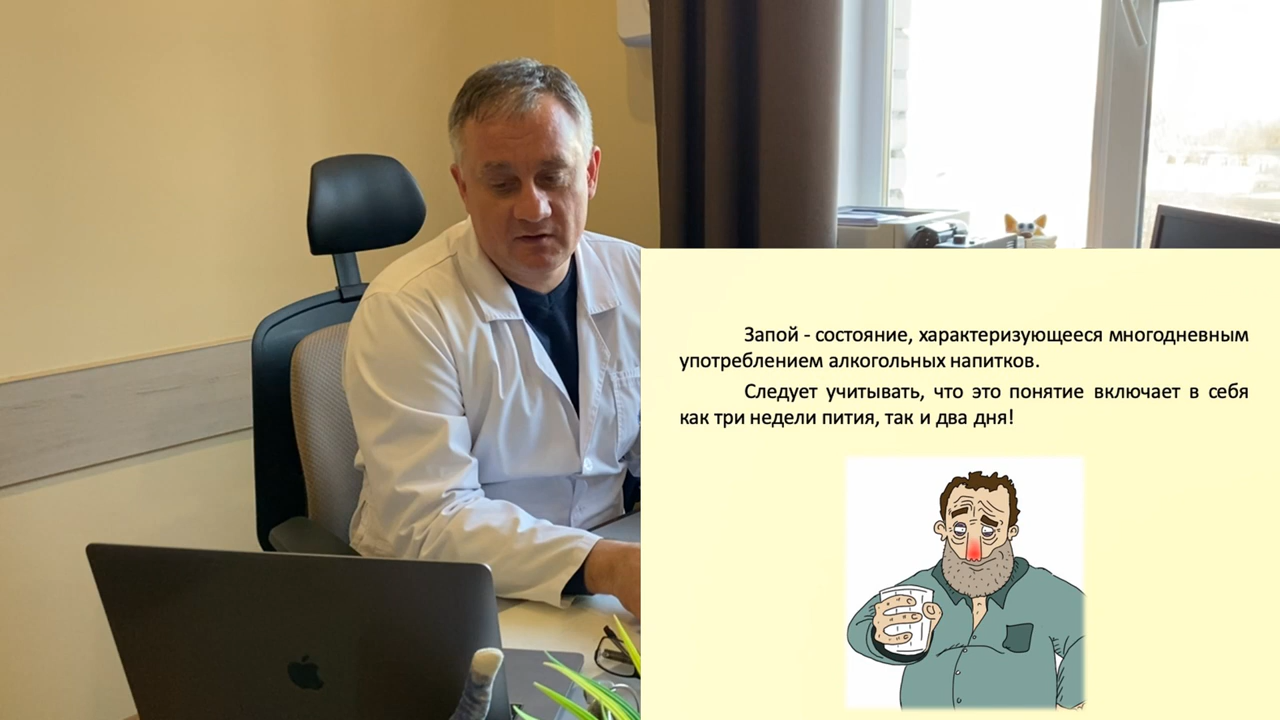 Запой - состояние, характеризующееся многодневным
употреблением алкогольных напитков.
Следует учитывать, что это понятие включает в себя
как три недели пития, так и два дня!